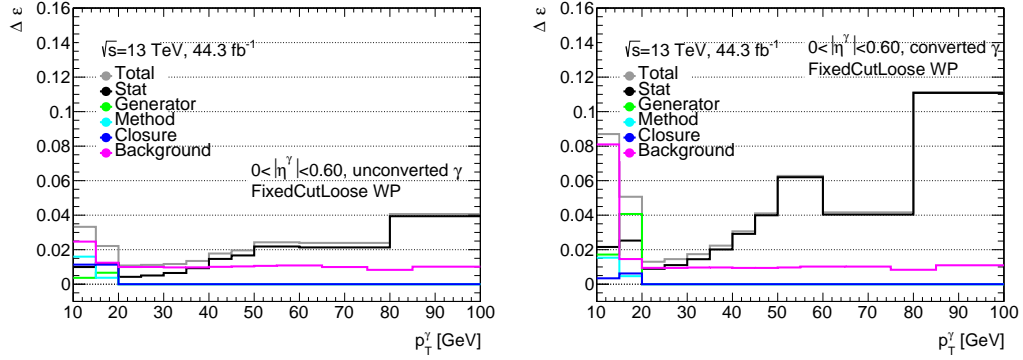 Δ ε
0.16
0.14
0.12
0.1
0.08
0.06
0.04
0.02
0
√s=13 TeV, 44.3 fb⁻¹
Total
Stat
Generator
Method
Closure
Background
0<|η^γ|<0.60, unconverted γ
FixedCutLoose WP
10 20 30 40 50 60 70 80 90 100
p_T^γ [GeV]
Δ ε
0.16
0.14
0.12
0.1
0.08
0.06
0.04
0.02
0
√s=13 TeV, 44.3 fb⁻¹
0<|η^γ|<0.60, converted γ
FixedCutLoose WP
Total
Stat
Generator
Method
Closure
Background
10 20 30 40 50 60 70 80 90 100
p_T^γ [GeV]